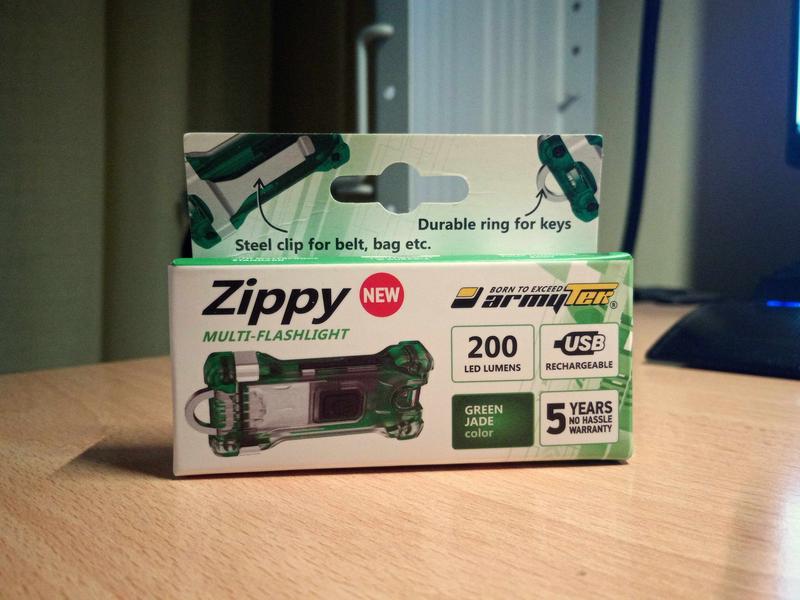 Durable ring for keys
Steel clip for belt, bag etc.
Zippy
NEW
MULTI-FLASHLIGHT
BORN TO EXCEED
armyTek®
200
LED LUMENS
USB
RECHARGEABLE
GREEN
JADE
color
5 YEARS
NO HASSLE
WARRANTY